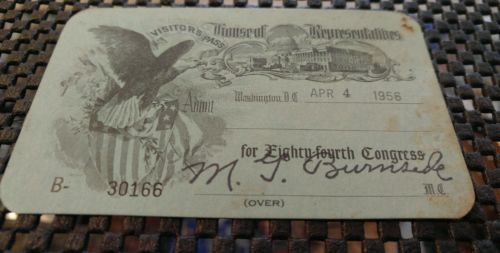 VISITORS PASS
House of Representatives
Washington, D.C. APR 4 1956
Admit
for Eighty-fourth Congress
B- 30166
M. G. Burnside M.C.
(OVER)